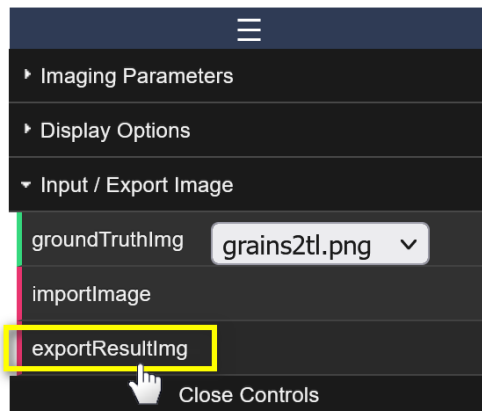 Imaging Parameters
Display Options
Input / Export Image
groundTruthImg grains2tl.png
importImage
exportResultImg
Close Controls